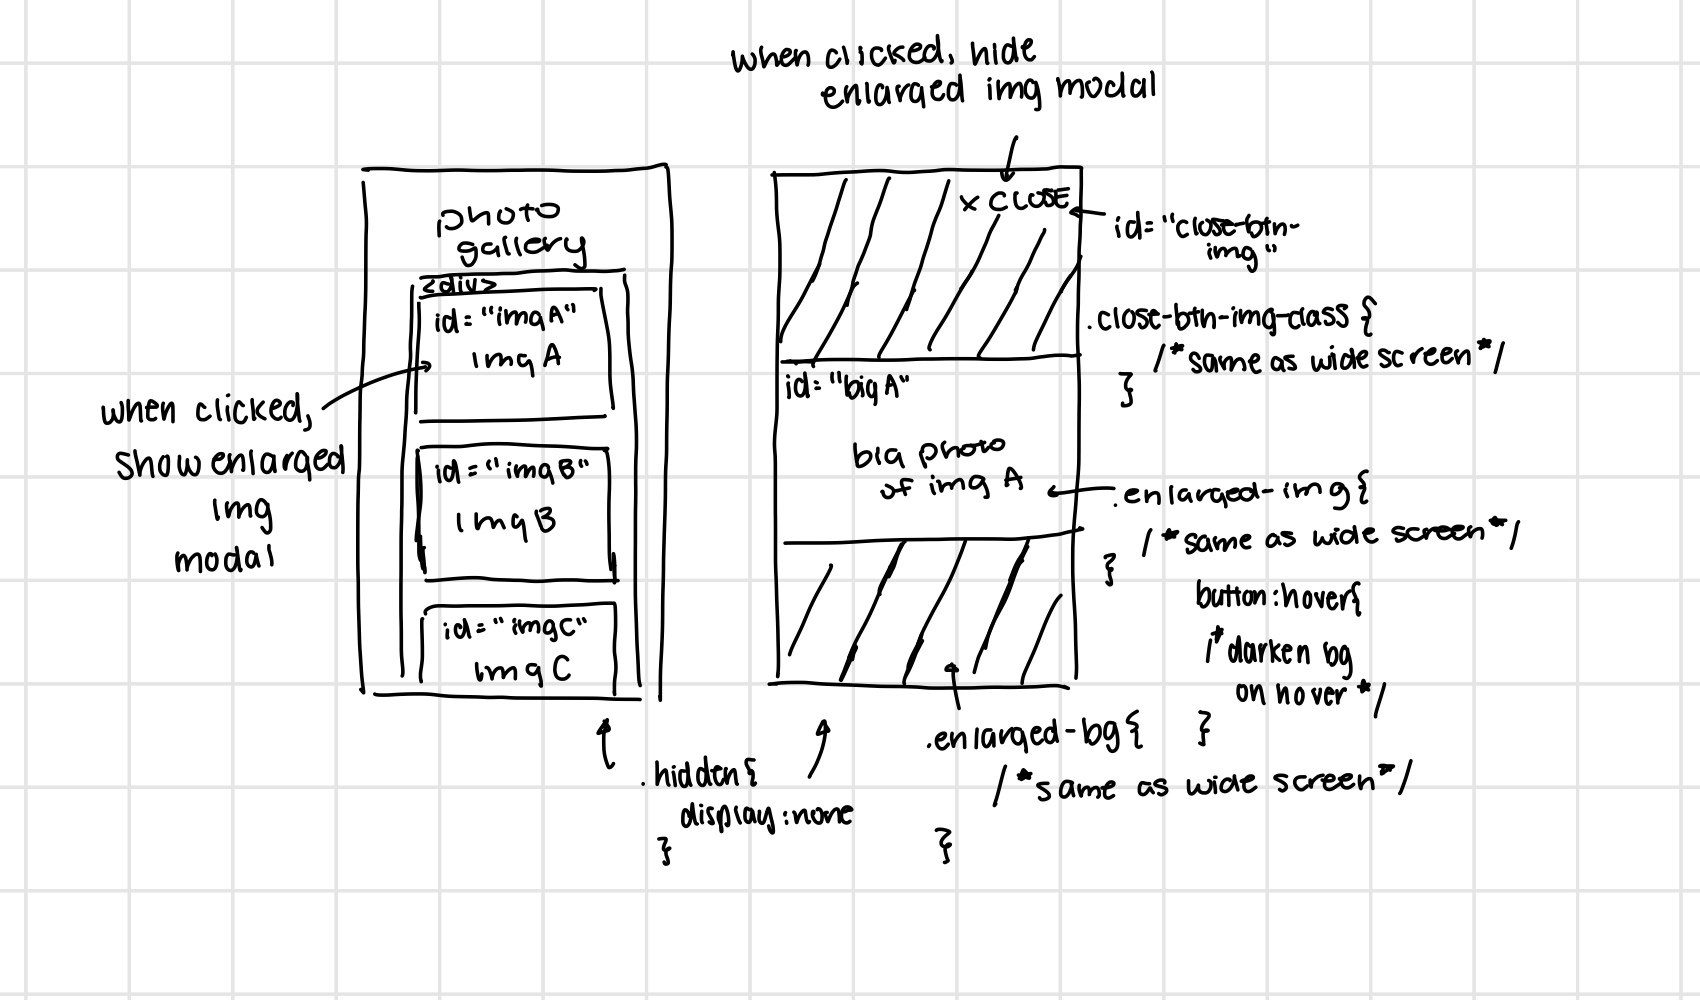 when clicked, hide
enlarged img modal
photo
gallery
<div>
id="imgA"
img A
when clicked,
show enlarged
img
modal
id="imgB"
img B
id="imgC"
img C
x CLOSE
id="close-btn-
img"
.close-btn-img-class {
/*same as wide screen*/
}
id="bigA"
big photo
of img A
.enlarged-img{
/*same as wide screen*/
}
button:hover{
/*darken bg
on hover*/
}
.enlarged-bg{
/*same as wide screen*/
}
.hidden{
display:none
}